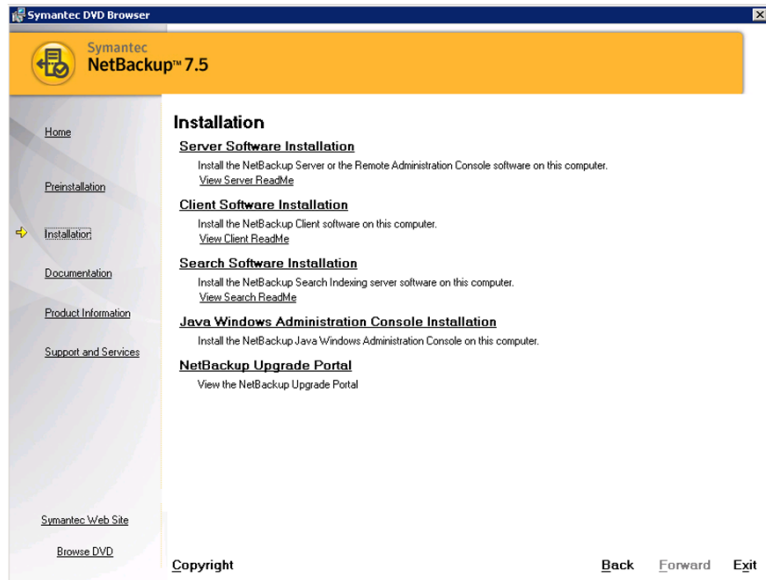 Symantec DVD Browser
Symantec
NetBackup™ 7.5
Home
Preinstallation
Installation
Documentation
Product Information
Support and Services
Symantec Web Site
Browse DVD
Installation
Server Software Installation
Install the NetBackup Server or the Remote Administration Console software on this computer.
View Server ReadMe
Client Software Installation
Install the NetBackup Client software on this computer.
View Client ReadMe
Search Software Installation
Install the NetBackup Search Indexing server software on this computer.
View Search ReadMe
Java Windows Administration Console Installation
Install the NetBackup Java Windows Administration Console on this computer.
NetBackup Upgrade Portal
View the NetBackup Upgrade Portal
Copyright
Back Forward Exit